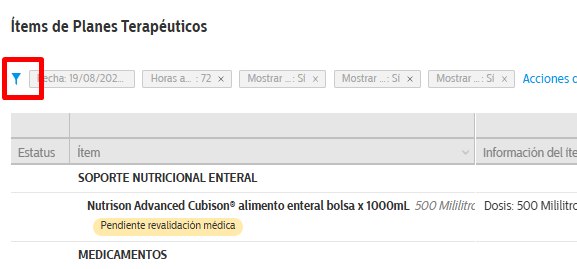 Ítems de Planes Terapéuticos
Fecha: 19/08/202... Horas a... : 72 × Mostrar ... : Sí × Mostrar ... : Sí × Mostrar ... : Sí × Acciones
Estatus Ítem Información del íte
SOPORTE NUTRICIONAL ENTERAL
Nutrison Advanced Cubison® alimento enteral bolsa x 1000mL 500 Mililitro Dosis: 500 Mililitro
Pendiente revalidación médica
MEDICAMENTOS